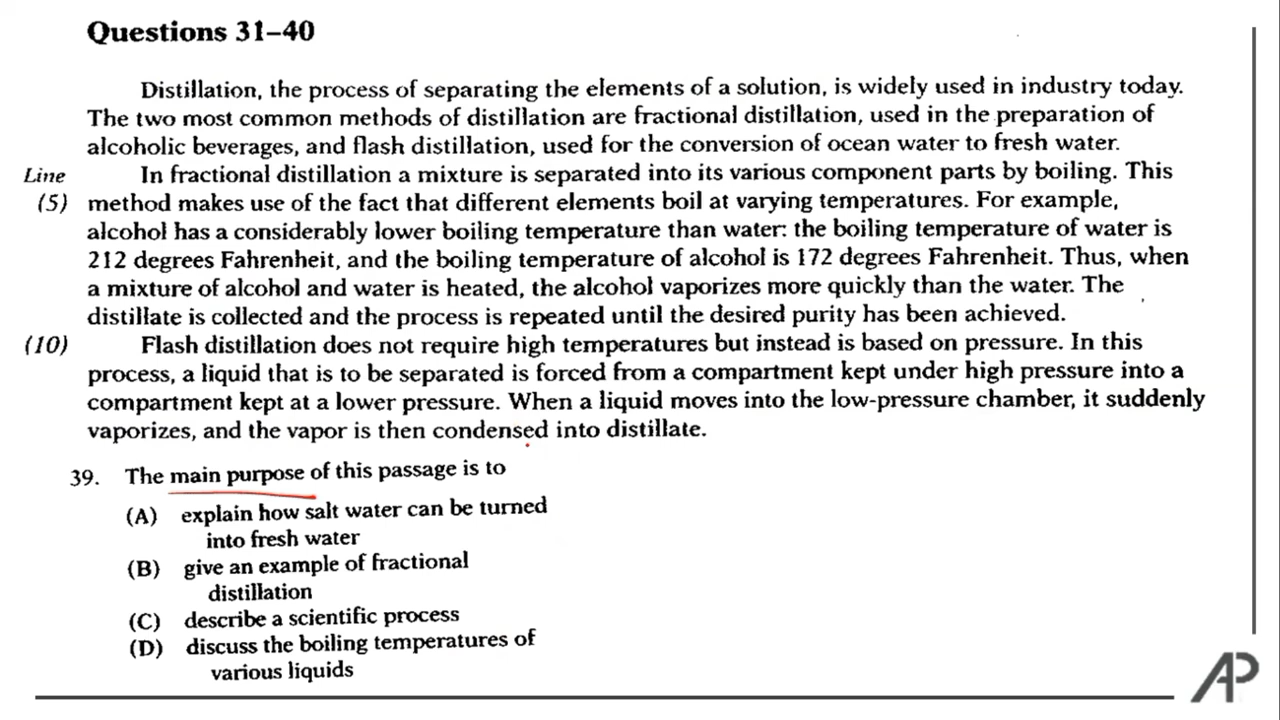 Questions 31–40
Distillation, the process of separating the elements of a solution, is widely used in industry today.
The two most common methods of distillation are fractional distillation, used in the preparation of
alcoholic beverages, and flash distillation, used for the conversion of ocean water to fresh water.
Line In fractional distillation a mixture is separated into its various component parts by boiling. This
(5) method makes use of the fact that different elements boil at varying temperatures. For example,
alcohol has a considerably lower boiling temperature than water: the boiling temperature of water is
212 degrees Fahrenheit, and the boiling temperature of alcohol is 172 degrees Fahrenheit. Thus, when
a mixture of alcohol and water is heated, the alcohol vaporizes more quickly than the water. The
distillate is collected and the process is repeated until the desired purity has been achieved.
(10) Flash distillation does not require high temperatures but instead is based on pressure. In this
process, a liquid that is to be separated is forced from a compartment kept under high pressure into a
compartment kept at a lower pressure. When a liquid moves into the low-pressure chamber, it suddenly
vaporizes, and the vapor is then condensed into distillate.
39. The main purpose of this passage is to
(A) explain how salt water can be turned
into fresh water
(B) give an example of fractional
distillation
(C) describe a scientific process
(D) discuss the boiling temperatures of
various liquids
AP